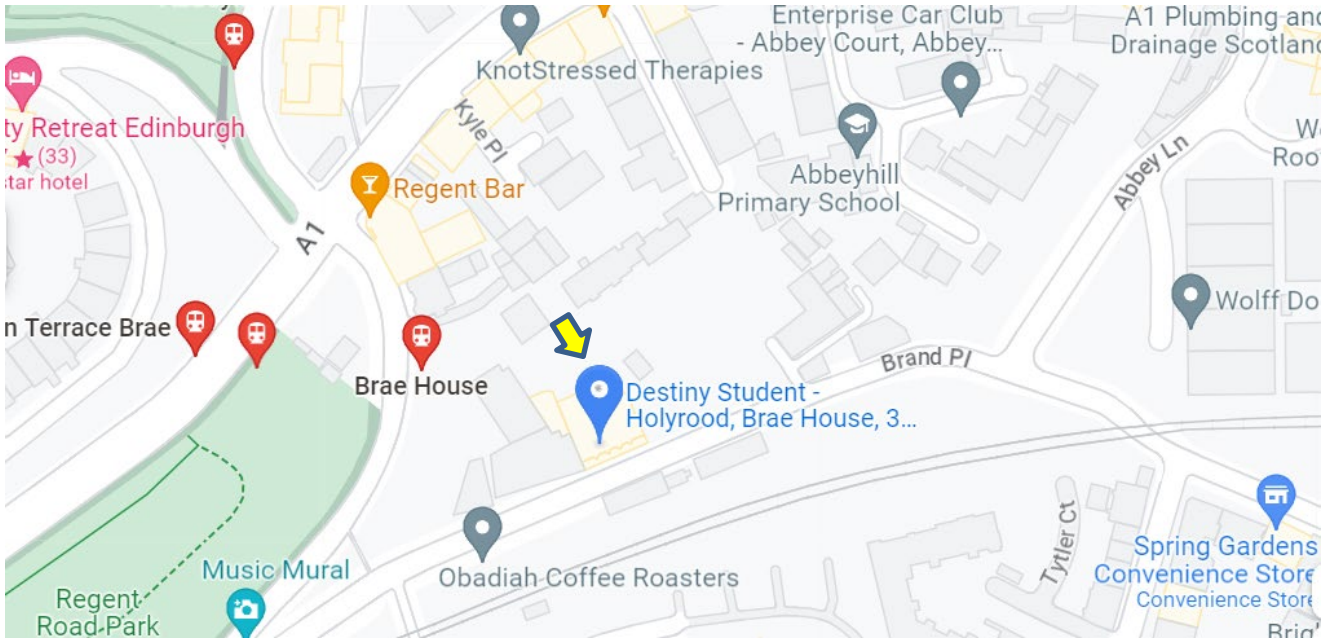 Enterprise Car Club
- Abbey Court, Abbey...
A1 Plumbing and
Drainage Scotland
KnotStressed Therapies
Kyle Pl
ty Retreat Edinburgh
(33)
star hotel
Regent Bar
Abbeyhill
Primary School
Abbey Ln
A1
n Terrace Brae
Brae House
Brand Pl
Wolff Do
Destiny Student -
Holyrood, Brae House, 3...
Obadiah Coffee Roasters
Tytler Ct
Spring Gardens
Convenience Store
Convenience Store
Music Mural
Regent
Road Park